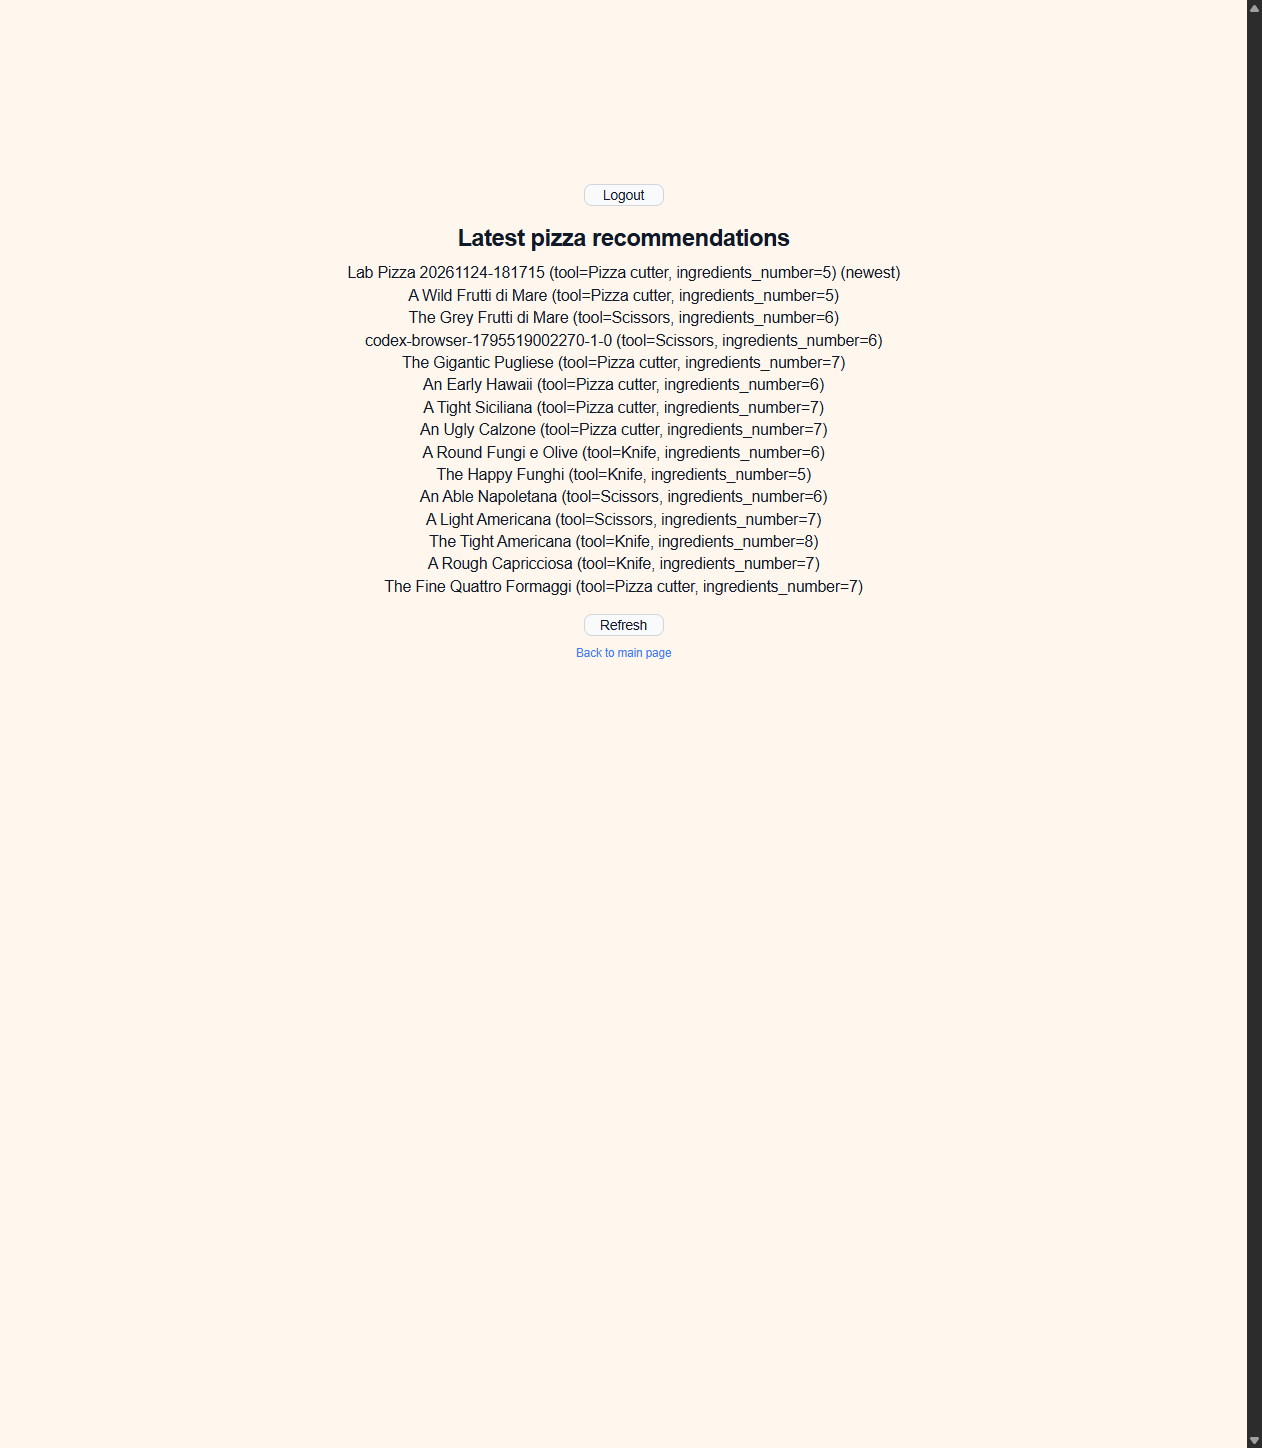 Logout
Latest pizza recommendations
Lab Pizza 20261124-181715 (tool=Pizza cutter, ingredients_number=5) (newest)
A Wild Frutti di Mare (tool=Pizza cutter, ingredients_number=5)
The Grey Frutti di Mare (tool=Scissors, ingredients_number=6)
codex-browser-1795519002270-1-0 (tool=Scissors, ingredients_number=6)
The Gigantic Pugliese (tool=Pizza cutter, ingredients_number=7)
An Early Hawaii (tool=Pizza cutter, ingredients_number=6)
A Tight Siciliana (tool=Pizza cutter, ingredients_number=7)
An Ugly Calzone (tool=Pizza cutter, ingredients_number=7)
A Round Fungi e Olive (tool=Knife, ingredients_number=6)
The Happy Funghi (tool=Knife, ingredients_number=5)
An Able Napoletana (tool=Scissors, ingredients_number=6)
A Light Americana (tool=Scissors, ingredients_number=7)
The Tight Americana (tool=Knife, ingredients_number=8)
A Rough Capricciosa (tool=Knife, ingredients_number=7)
The Fine Quattro Formaggi (tool=Pizza cutter, ingredients_number=7)
Refresh
Back to main page